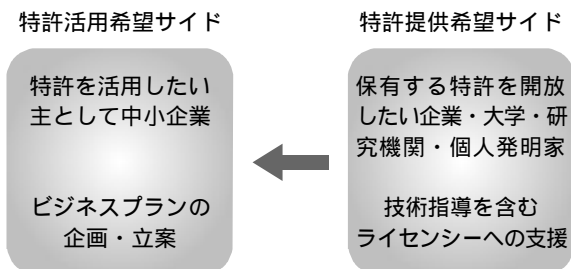 特許活用希望サイド
特許を活用したい
主として中小企業
ビジネスプランの
企画・立案
特許提供希望サイド
保有する特許を開放
したい企業・大学・研
究機関・個人発明家
技術指導を含む
ライセンシーへの支援